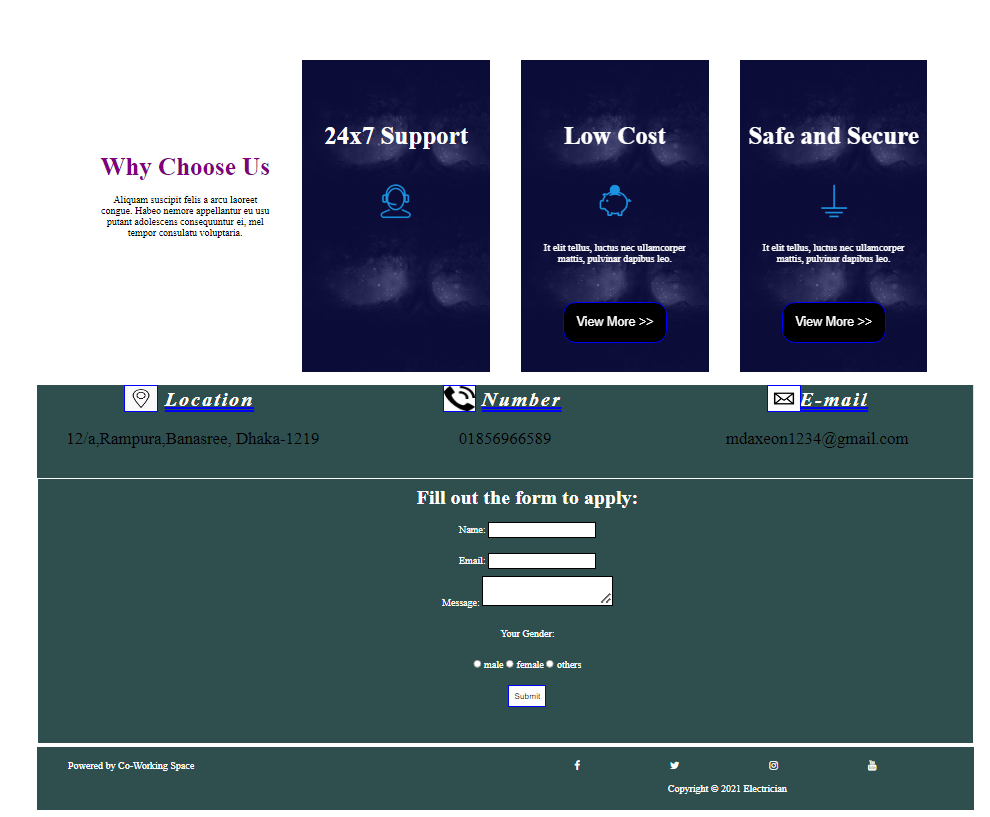 Why Choose Us
Aliquam suscipit felis a arcu laoreet
congue. Habeo nemore appellantur eu usu
putant adolescens consequuntur ei, mel
tempor consulatu voluptaria.
24x7 Support
Low Cost
It elit tellus, luctus nec ullamcorper
mattis, pulvinar dapibus leo.
View More >>
Safe and Secure
It elit tellus, luctus nec ullamcorper
mattis, pulvinar dapibus leo.
View More >>
Location
12/a,Rampura,Banasree, Dhaka-1219
Number
01856966589
E-mail
mdaxeon1234@gmail.com
Fill out the form to apply:
Name:
Email:
Message:
Your Gender:
male female others
Submit
Powered by Co-Working Space
Copyright © 2021 Electrician